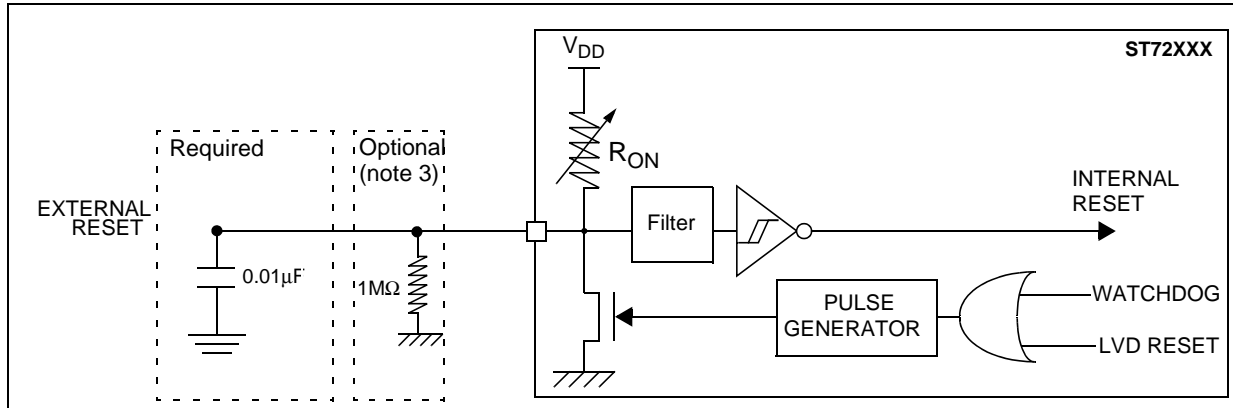 VDD
ST72XXX
Required
Optional
(note 3)
RON
EXTERNAL
RESET
Filter
INTERNAL
RESET
0.01µF
1MΩ
PULSE
GENERATOR
WATCHDOG
LVD RESET